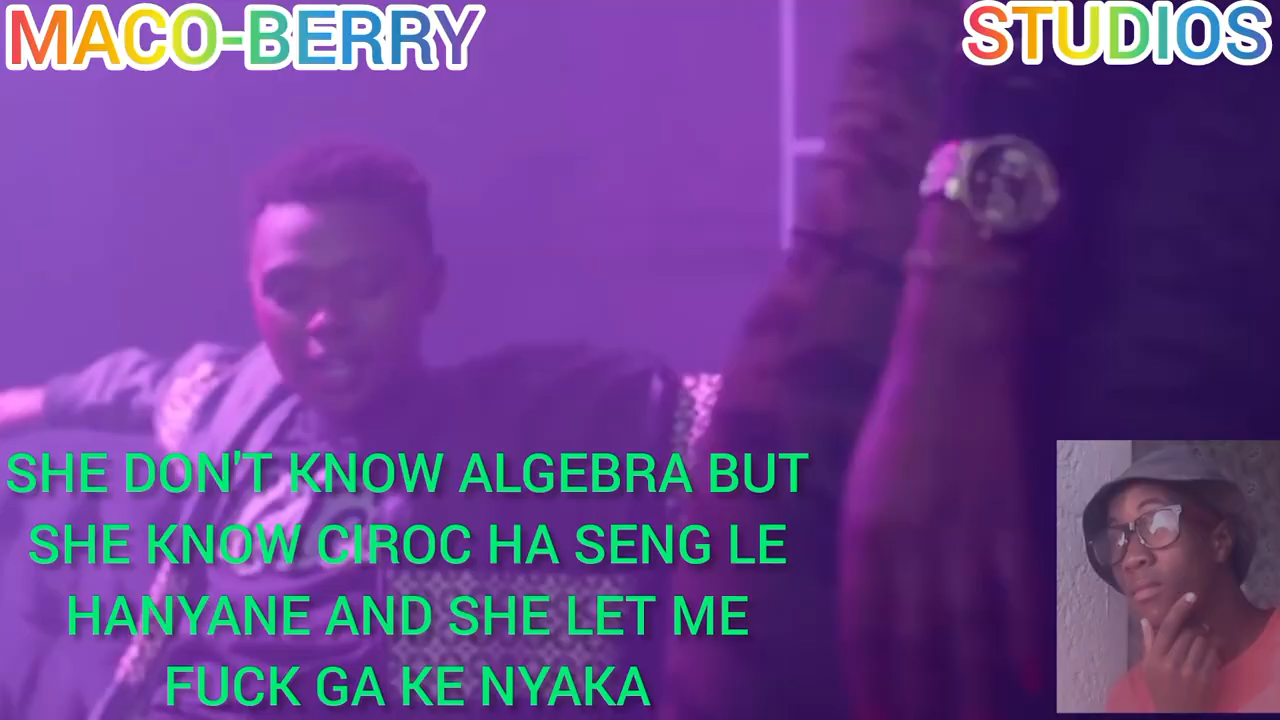 MACO-BERRY STUDIOS
SHE DON'T KNOW ALGEBRA BUT
SHE KNOW CIROC HA SENG LE
HANYANE AND SHE LET ME
FUCK GA KE NYAKA